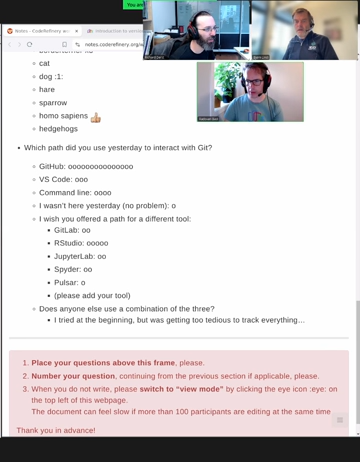 You are
Notes - CodeRefinery
Introduction to version
notes.coderefinery.org/w
cat
dog :1:
hare
sparrow
homo sapiens 👍
hedgehogs
Which path did you use yesterday to interact with Git?
GitHub: ooooooooooooooo
VS Code: ooo
Command line: oooo
I wasn't here yesterday (no problem): o
I wish you offered a path for a different tool:
GitLab: oo
RStudio: ooooo
JupyterLab: oo
Spyder: oo
Pulsar: o
(please add your tool)
Does anyone else use a combination of the three?
I tried at the beginning, but was getting too tedious to track everything…
1. Place your questions above this frame, please.
2. Number your question, continuing from the previous section if applicable, please.
3. When you do not write, please switch to “view mode” by clicking the eye icon :eye: on
the top left of this webpage.
The document can feel slow if more than 100 participants are editing at the same time
Thank you in advance!